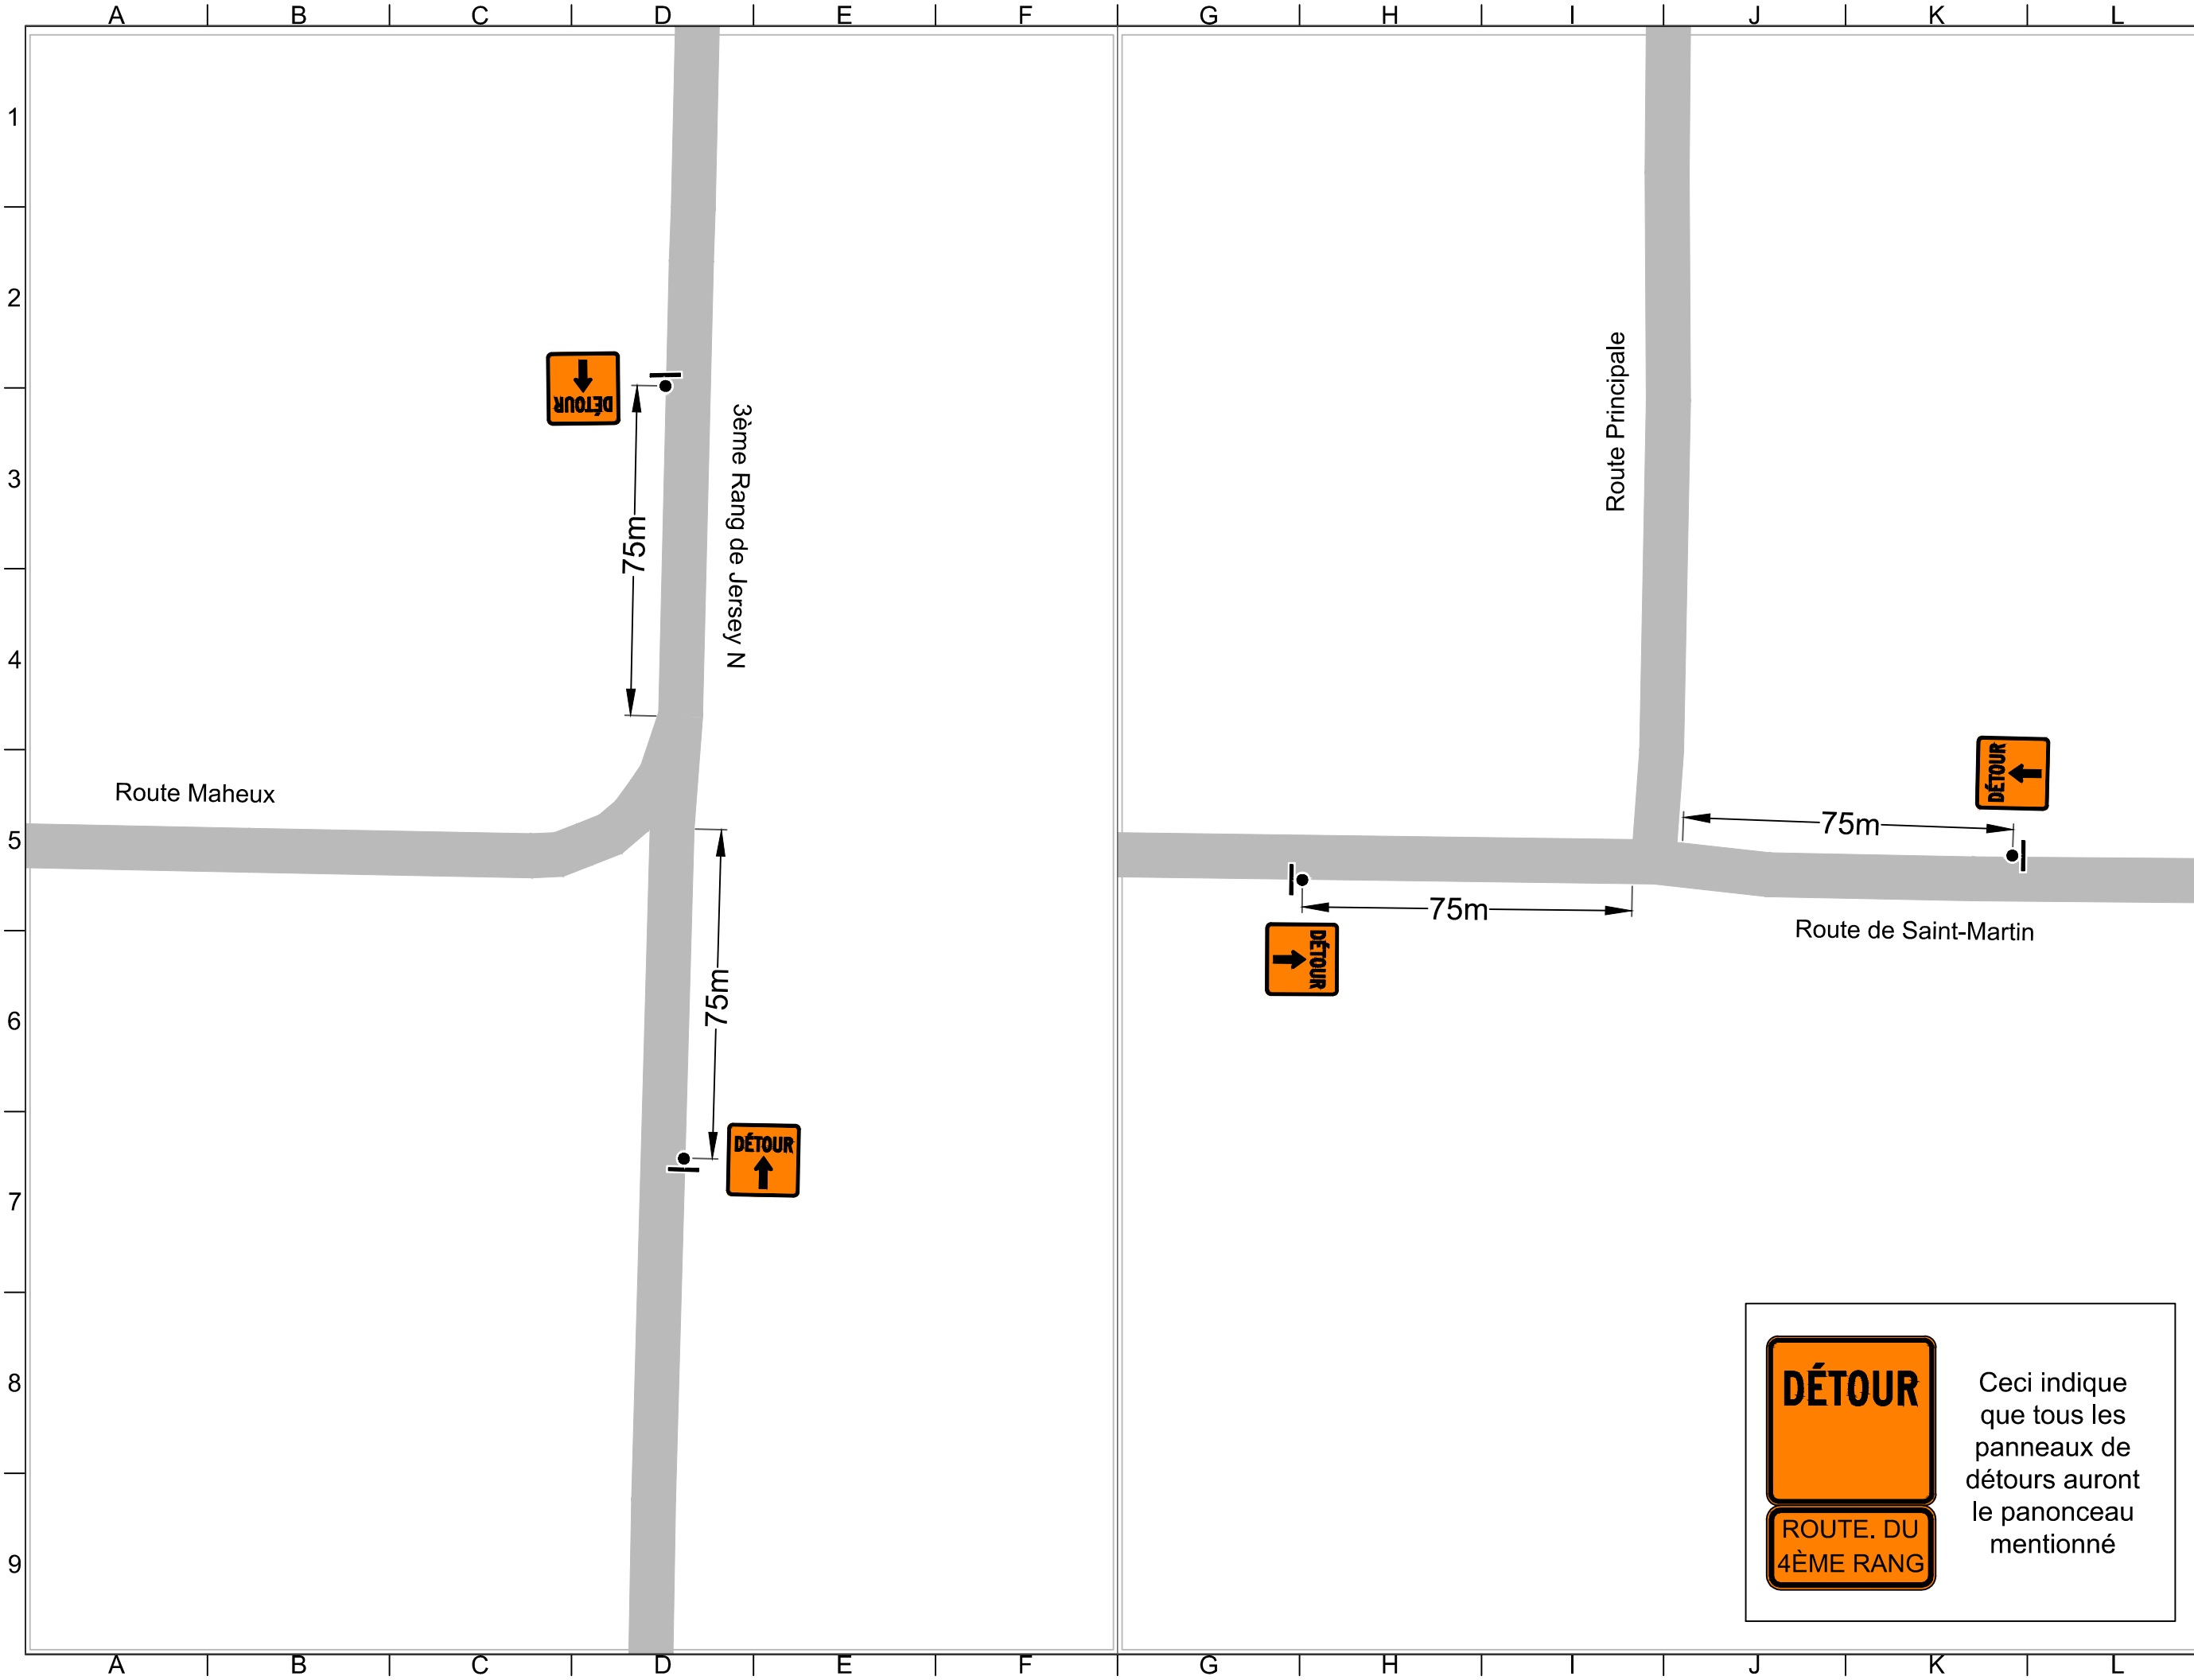 A B C D E F G H I J K L
1
2
3
4
5
6
7
8
9
DÉTOUR
75m
3ème Rang de Jersey N
Route Maheux
75m
DÉTOUR
Route Principale
DÉTOUR
75m
75m
DÉTOUR
Route de Saint-Martin
DÉTOUR
ROUTE. DU
4ÈME RANG
Ceci indique
que tous les
panneaux de
détours auront
le panonceau
mentionné
A B C D E F G H I J K L